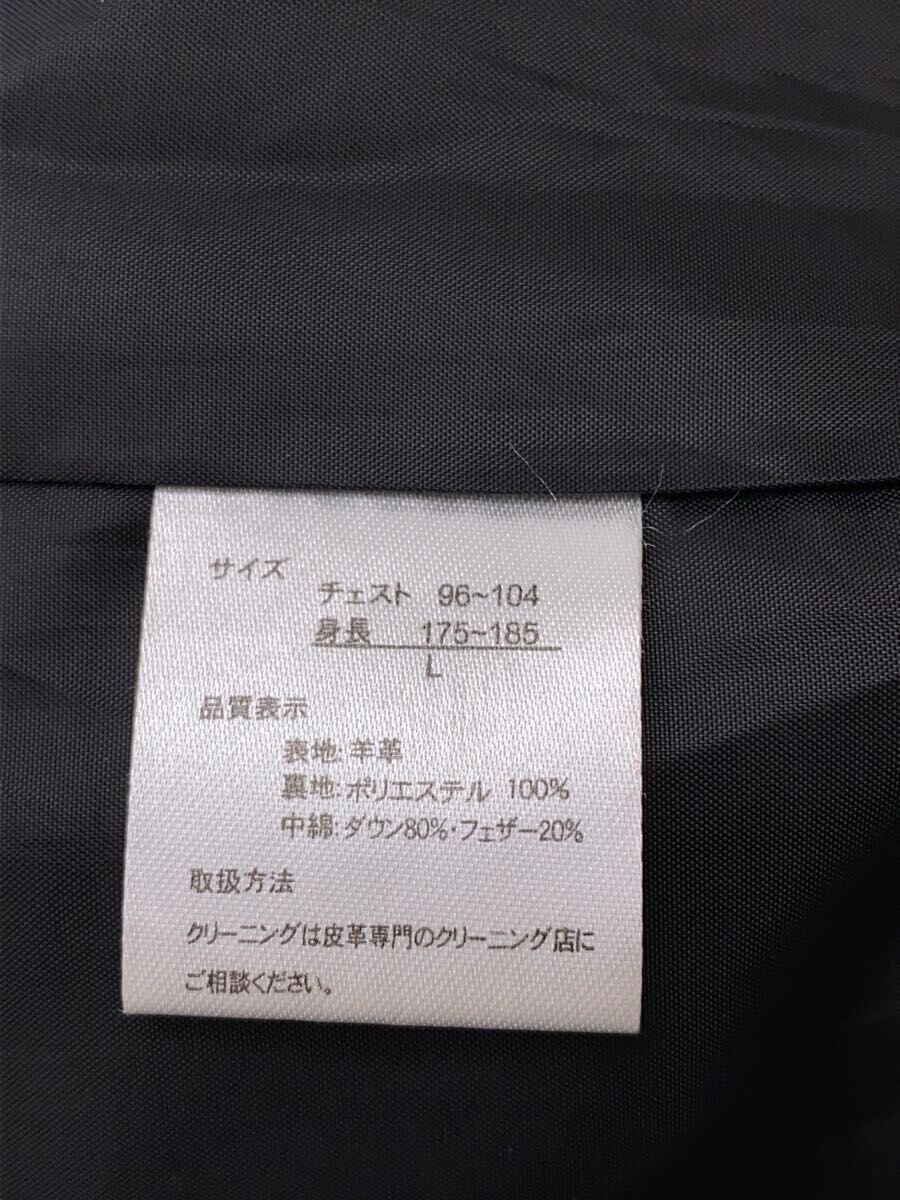 サイズ
チェスト 96~104
身長 175~185
L
品質表示
表地: 羊革
裏地: ポリエステル 100%
中綿: ダウン80%・フェザー20%
取扱方法
クリーニングは皮革専門のクリーニング店に
ご相談ください。